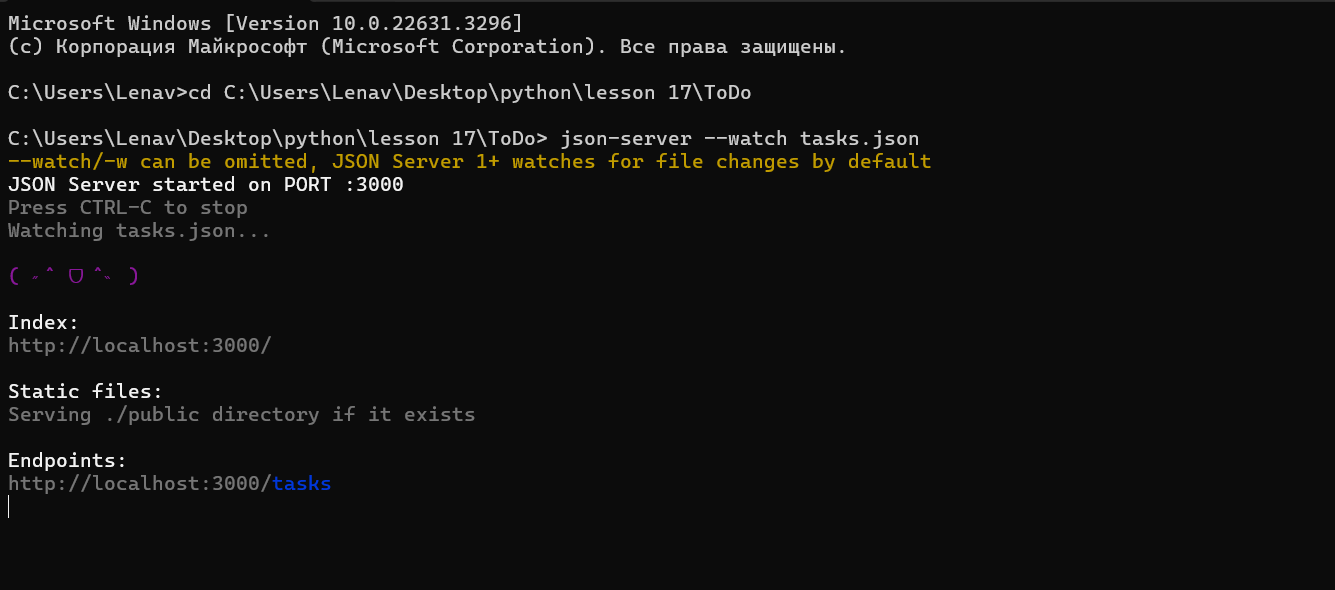 Microsoft Windows [Version 10.0.22631.3296]
(c) Корпорация Майкрософт (Microsoft Corporation). Все права защищены.
C:\Users\Lenav>cd C:\Users\Lenav\Desktop\python\lesson 17\ToDo
C:\Users\Lenav\Desktop\python\lesson 17\ToDo> json-server --watch tasks.json
--watch/-w can be omitted, JSON Server 1+ watches for file changes by default
JSON Server started on PORT :3000
Press CTRL-C to stop
Watching tasks.json...
( ˶ˆ ᗜ ˆ˵ )
Index:
http://localhost:3000/
Static files:
Serving ./public directory if it exists
Endpoints:
http://localhost:3000/tasks